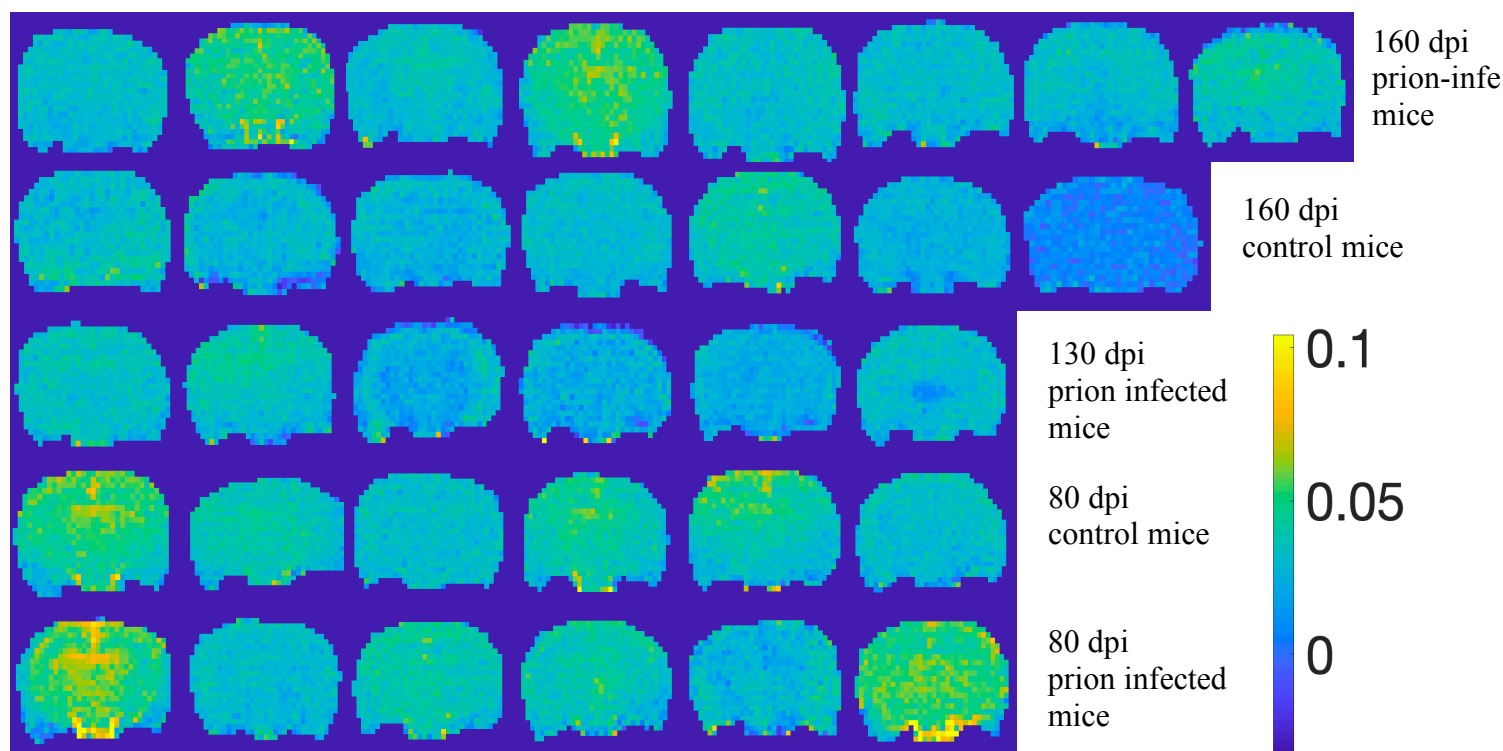 160 dpi
prion-infe
mice
160 dpi
control mice
130 dpi
prion infected
mice
0.1
0.05
0
80 dpi
control mice
80 dpi
prion infected
mice